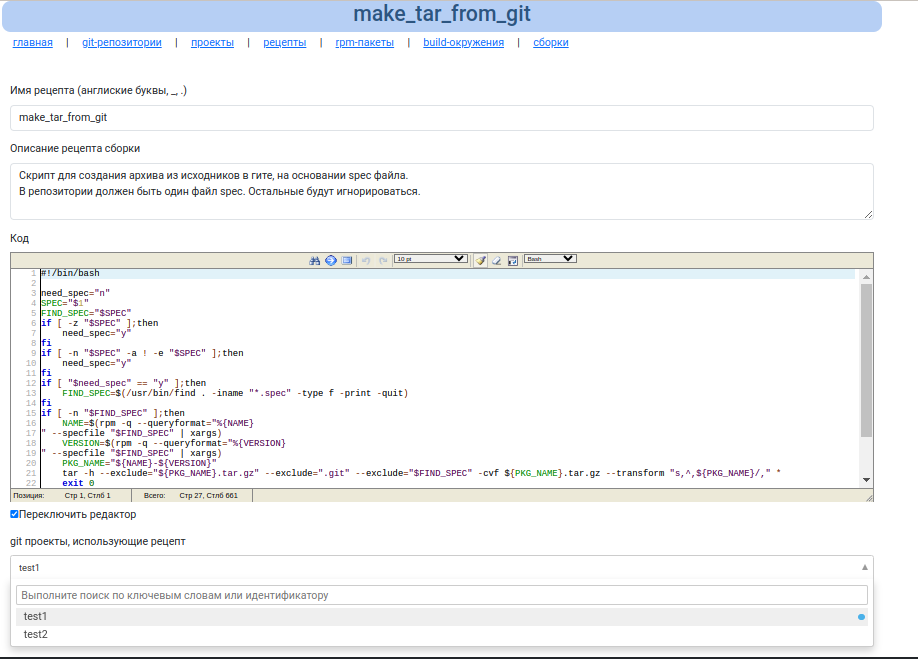 make_tar_from_git
главная | git-репозитории | проекты | рецепты | rpm-пакеты | build-окружения | сборки
Имя рецепта (англиские буквы, _, .)
make_tar_from_git
Описание рецепта сборки
Скрипт для создания архива из исходников в гите, на основании spec файла.
В репозитории должен быть один файл spec. Остальные будут игнорироваться.
Код
10 pt Bash
1 #!/bin/bash
2
3 need_spec="n"
4 SPEC="$1"
5 FIND_SPEC="$SPEC"
6 if [ -z "$SPEC" ];then
7 need_spec="y"
8 fi
9 if [ -n "$SPEC" -a ! -e "$SPEC" ];then
10 need_spec="y"
11 fi
12 if [ "$need_spec" == "y" ];then
13 FIND_SPEC=$(/usr/bin/find . -iname "*.spec" -type f -print -quit)
14 fi
15 if [ -n "$FIND_SPEC" ];then
16 NAME=$(rpm -q --queryformat="%{NAME}
17 " --specfile "$FIND_SPEC" | xargs)
18 VERSION=$(rpm -q --queryformat="%{VERSION}
19 " --specfile "$FIND_SPEC" | xargs)
20 PKG_NAME="${NAME}-${VERSION}"
21 tar -h --exclude="${PKG_NAME}.tar.gz" --exclude=".git" --exclude="$FIND_SPEC" -cvf ${PKG_NAME}.tar.gz --transform "s,^,${PKG_NAME}/," *
22 exit 0
Позиция: Стр 1, Стлб 1 Всего: Стр 27, Стлб 661
Переключить редактор
git проекты, использующие рецепт
test1
Выполните поиск по ключевым словам или идентификатору
test1
test2